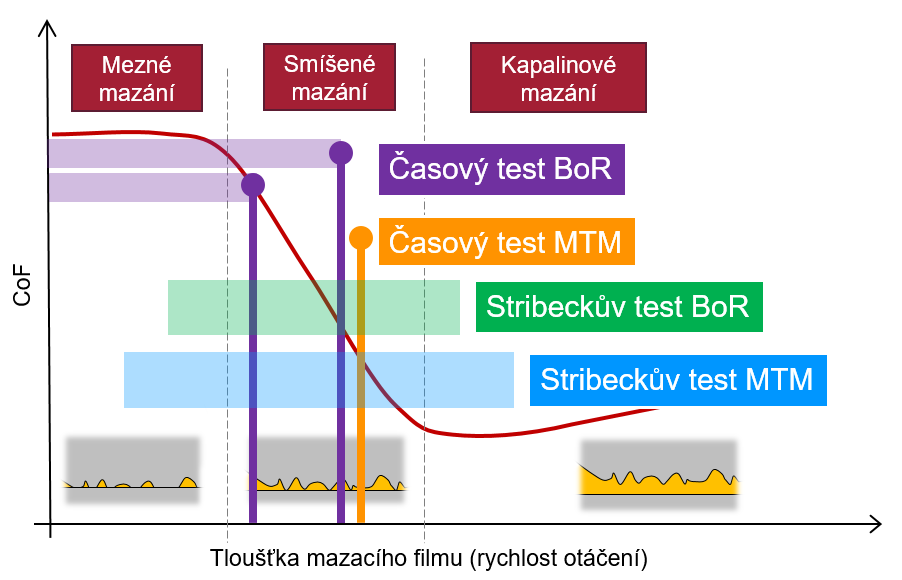 Mezné
mazání
Smíšené
mazání
Kapalinové
mazání
Časový test BoR
Časový test MTM
CoF
Stribeckův test BoR
Stribeckův test MTM
Tloušťka mazacího filmu (rychlost otáčení)